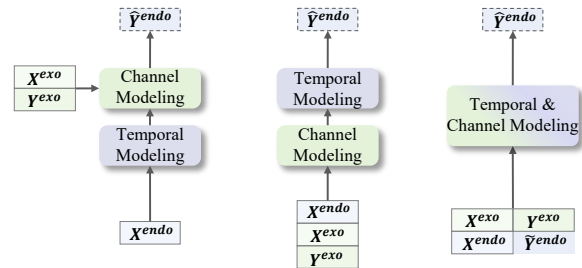 Ŷ^endo
X^exo
Y^exo
Channel
Modeling
Temporal
Modeling
X^endo
Ŷ^endo
Temporal
Modeling
Channel
Modeling
X^endo
X^exo
Y^exo
Ŷ^endo
Temporal &
Channel Modeling
X^exo Y^exo
X^endo Ỹ^endo